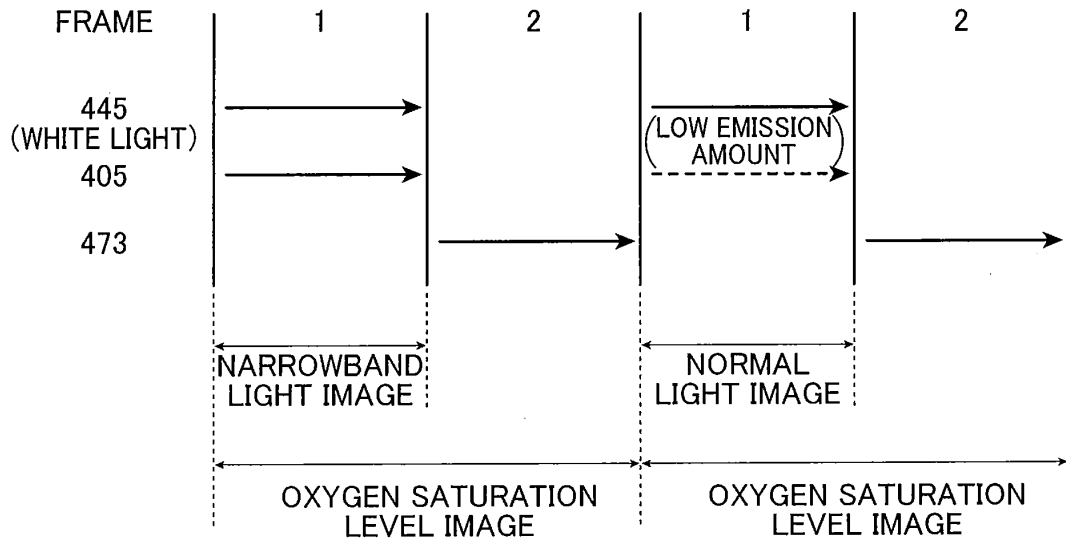 FRAME 1 2 1 2
445
(WHITE LIGHT)
(LOW EMISSION
AMOUNT)
405
473
NARROWBAND
LIGHT IMAGE
NORMAL
LIGHT IMAGE
OXYGEN SATURATION
LEVEL IMAGE
OXYGEN SATURATION
LEVEL IMAGE